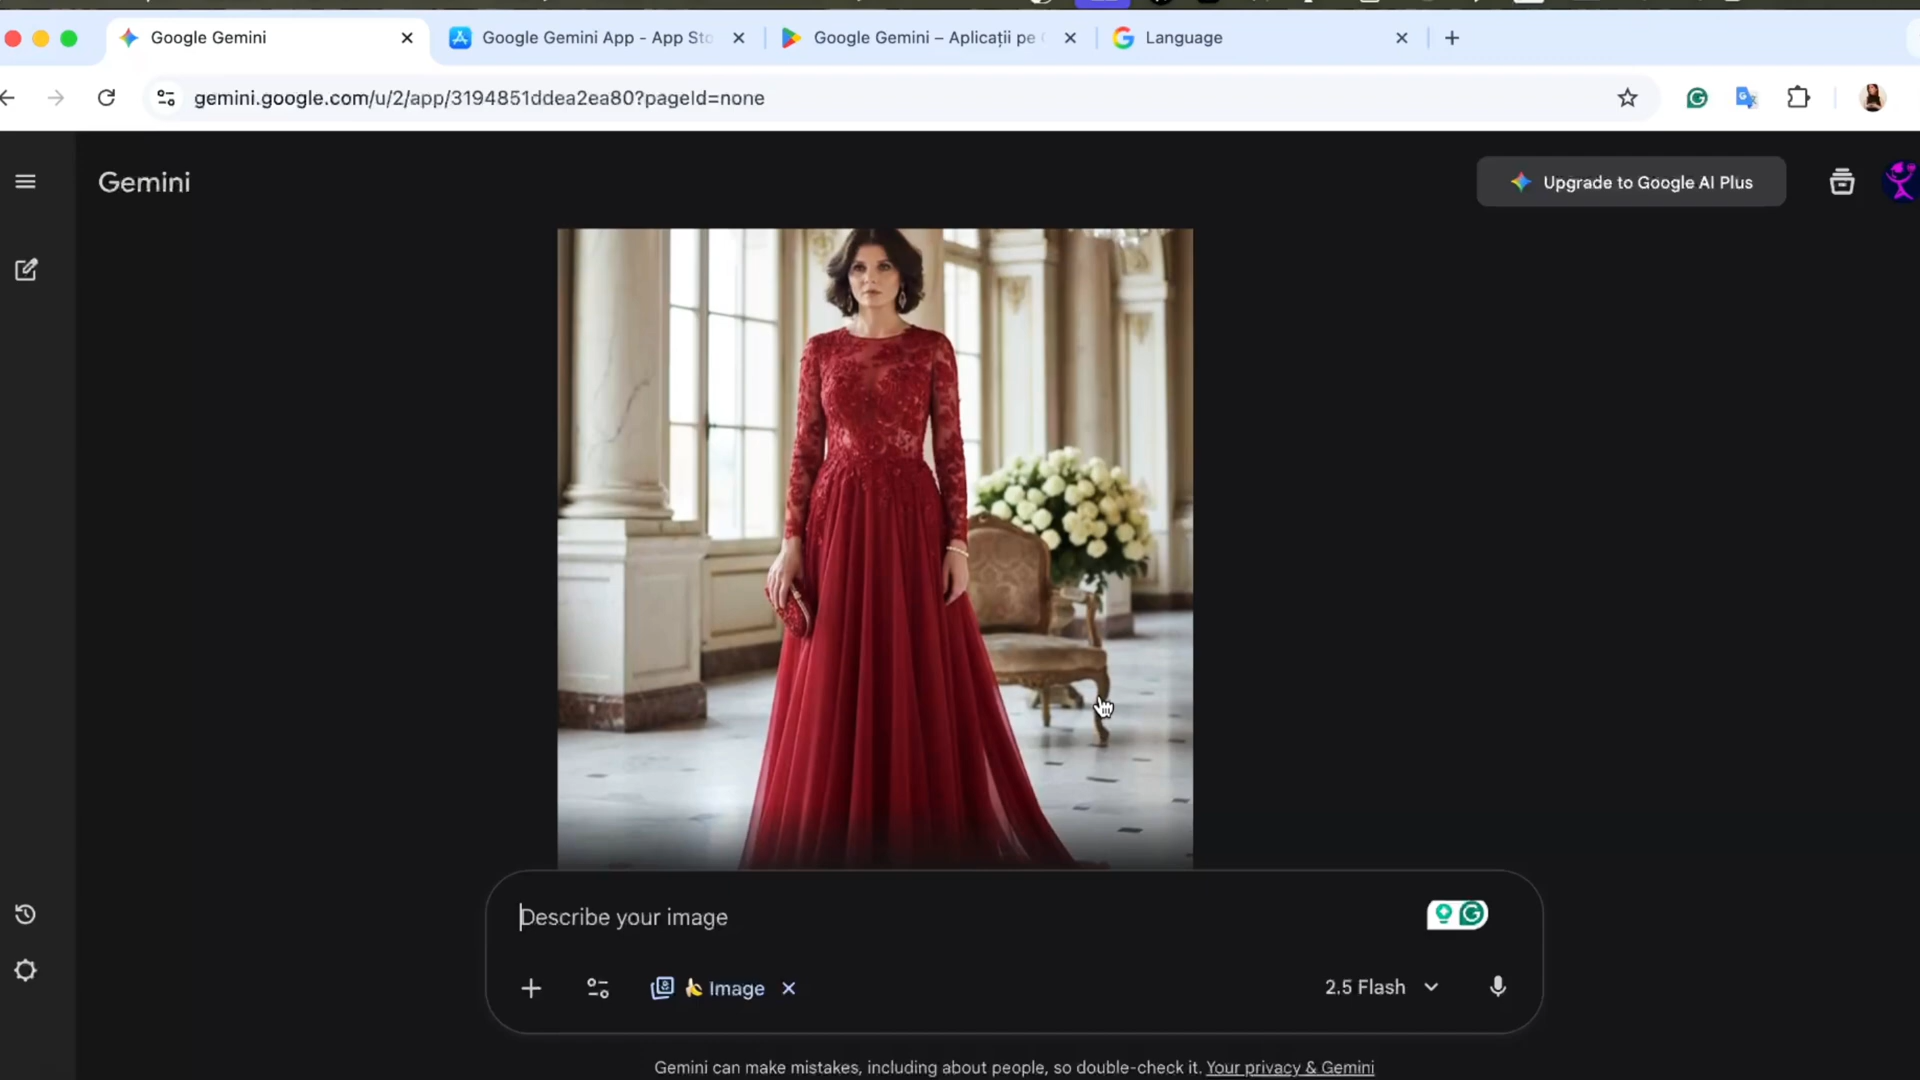 Google Gemini
Google Gemini App - App Sto
Google Gemini – Aplicații pe
Language
gemini.google.com/u/2/app/3194851ddea2ea80?pageId=none
Gemini
Upgrade to Google AI Plus
Describe your image
Image
2.5 Flash
Gemini can make mistakes, including about people, so double-check it. Your privacy & Gemini